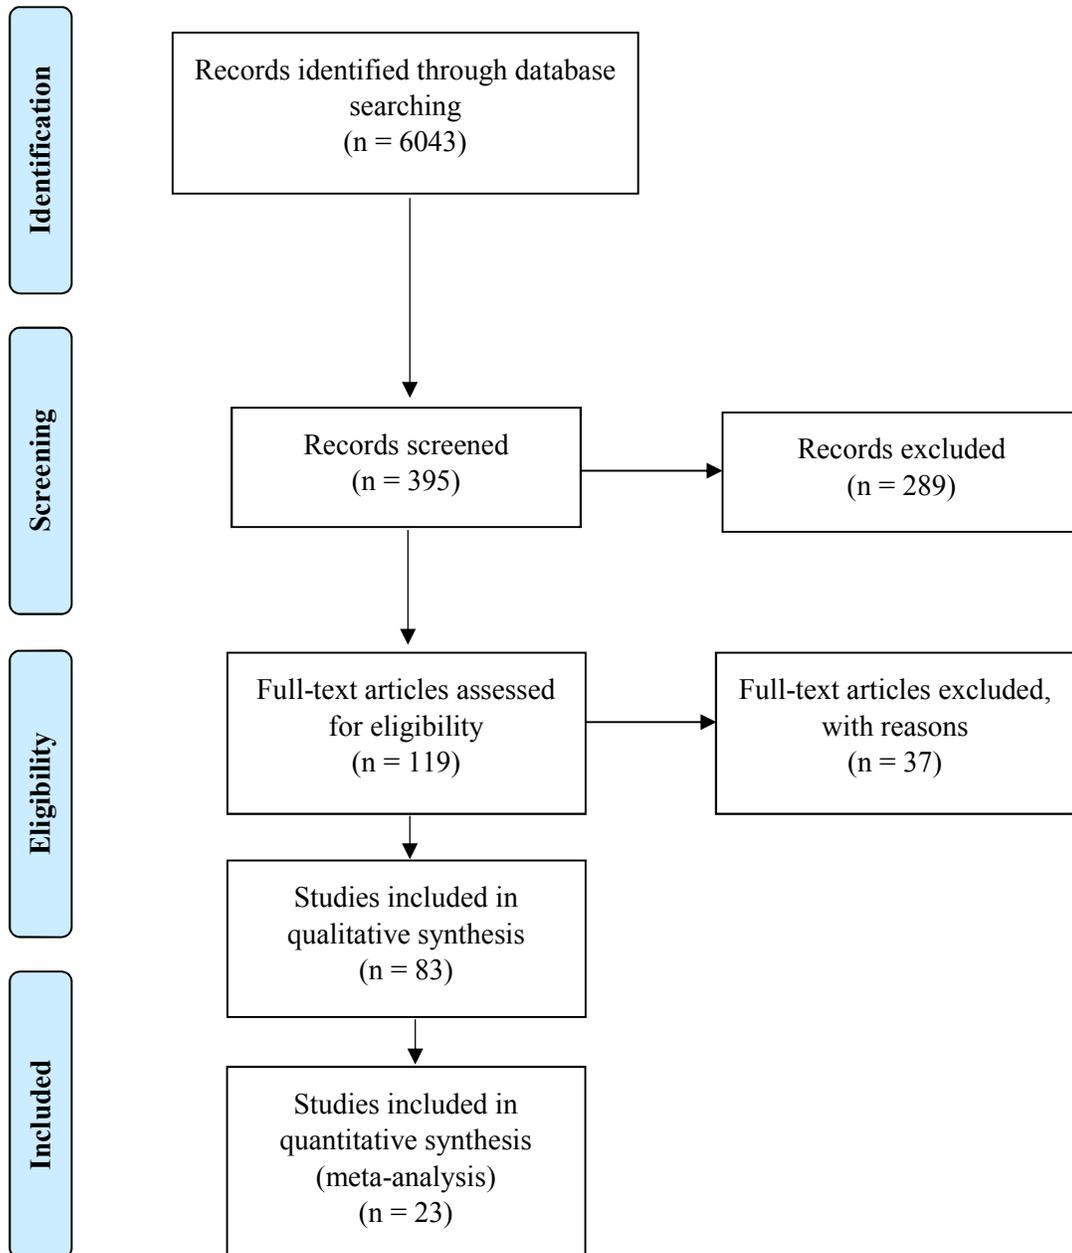 Identification
Records identified through database
searching
(n = 6043)
Screening
Records screened
(n = 395)
Records excluded
(n = 289)
Eligibility
Full-text articles assessed
for eligibility
(n = 119)
Full-text articles excluded,
with reasons
(n = 37)
Studies included in
qualitative synthesis
(n = 83)
Included
Studies included in
quantitative synthesis
(meta-analysis)
(n = 23)